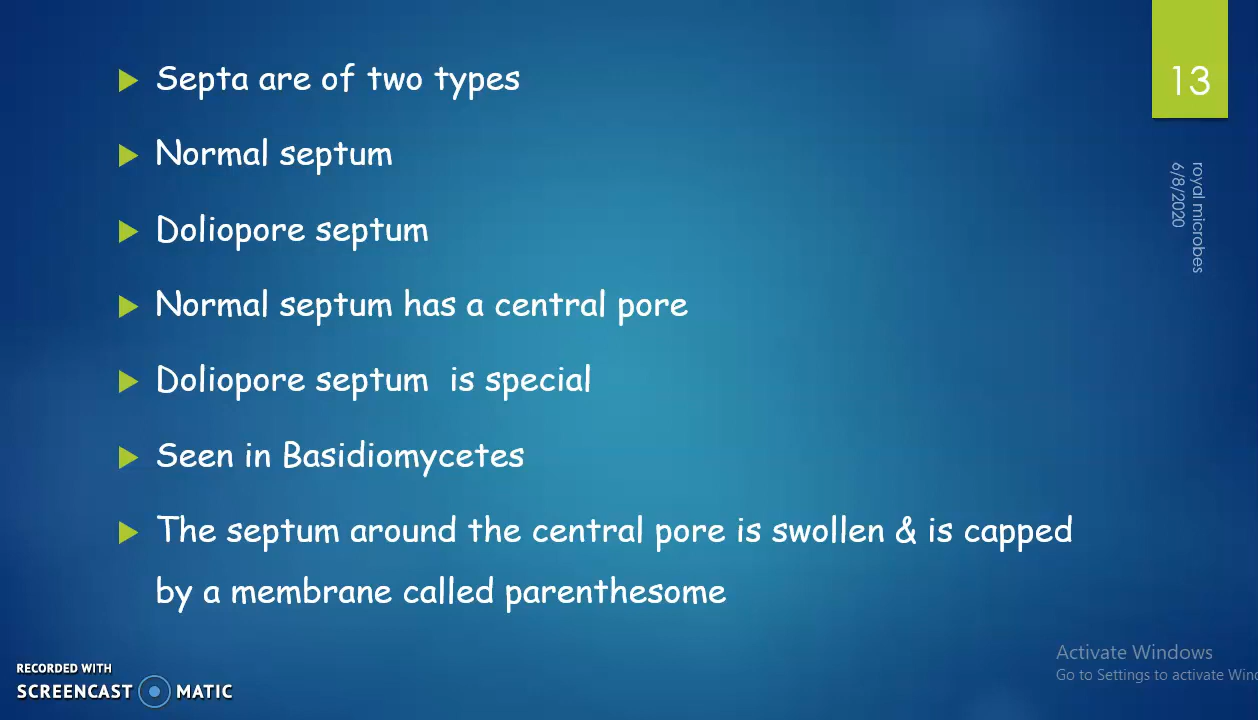 Septa are of two types
Normal septum
Doliopore septum
Normal septum has a central pore
Doliopore septum is special
Seen in Basidiomycetes
The septum around the central pore is swollen & is capped
by a membrane called parenthesome
13
royal microbes
6/8/2020
RECORDED WITH
SCREENCAST MATIC
Activate Windows
Go to Settings to activate Win